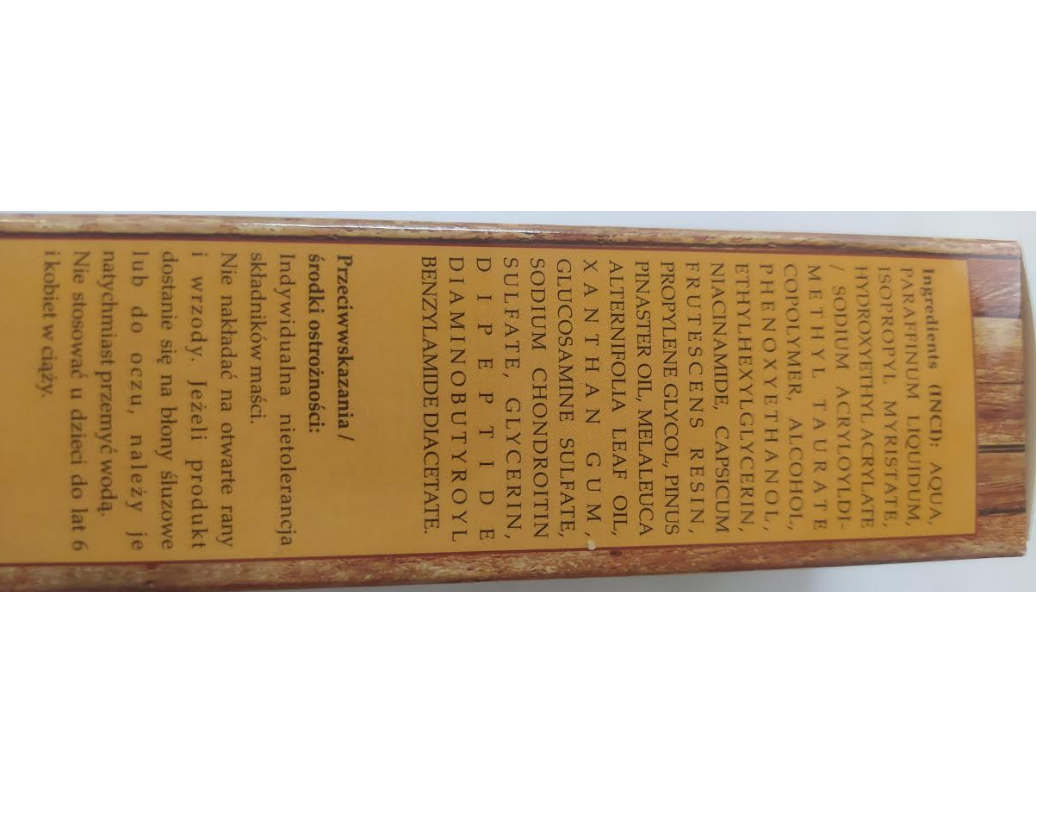 Ingredients (INCI): AQUA,
PARAFFINUM LIQUIDUM,
ISOPROPYL MYRISTATE,
HYDROXYETHYL ACRYLATE
/ SODIUM ACRYLOYLDI-
METHYL TAURATE
COPOLYMER, ALCOHOL,
PHENOXYETHANOL,
ETHYLHEXYLGLYCERIN,
NIACINAMIDE, CAPSICUM
FRUTESCENS RESIN,
PROPYLENE GLYCOL, PINUS
PINASTER OIL, MELALEUCA
ALTERNIFOLIA LEAF OIL,
XANTHAN GUM,
GLUCOSAMINE SULFATE,
SODIUM CHONDROITIN
SULFATE, GLYCERIN,
DIPEPTIDE
DIAMINOBUTYROYL
BENZYLAMIDE DIACETATE.
Przeciwwskazania /
środki ostrożności:
Indywidualna nietolerancja
składników maści.
Nie nakładać na otwarte rany
i wrzody. Jeżeli produkt
dostanie się na błony śluzowe
lub do oczu, należy je
natychmiast przemyć wodą.
Nie stosować u dzieci do lat 6
i kobiet w ciąży.